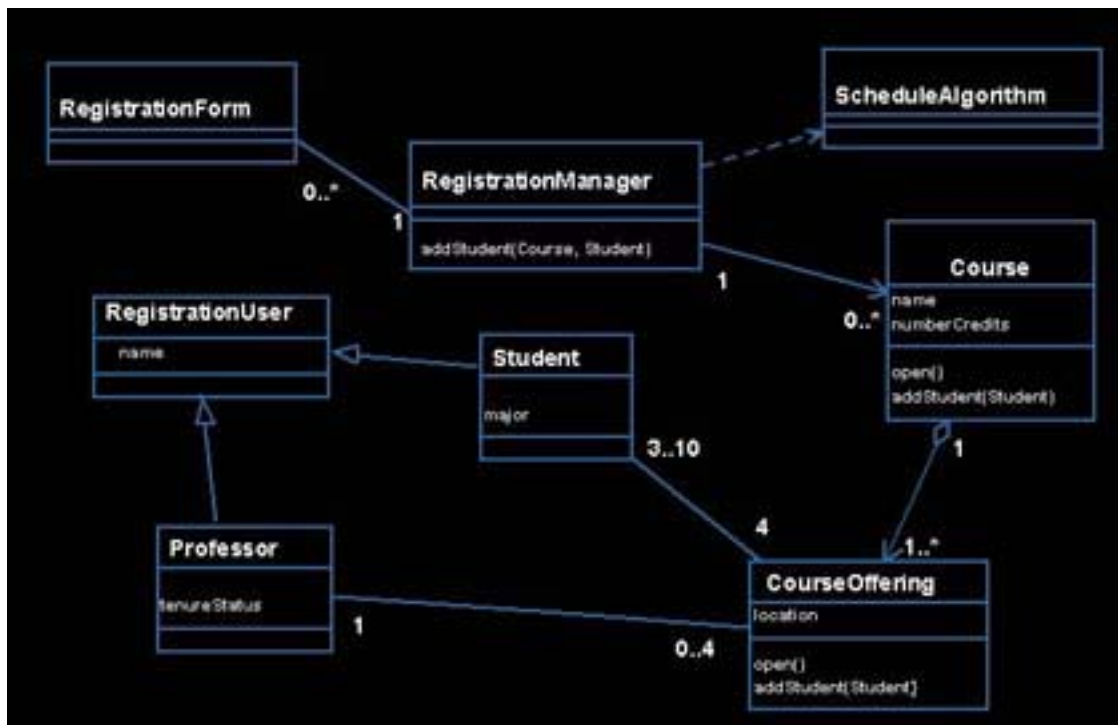 RegistrationForm
ScheduleAlgorithm
0..*
1
RegistrationManager
addStudent(Course, Student)
1
0..*
Course
name
numberCredits
open()
addStudent(Student)
1
RegistrationUser
name
Student
major
3..10
4
1..*
Professor
tenureStatus
1
0..4
CourseOffering
location
open()
addStudent(Student]